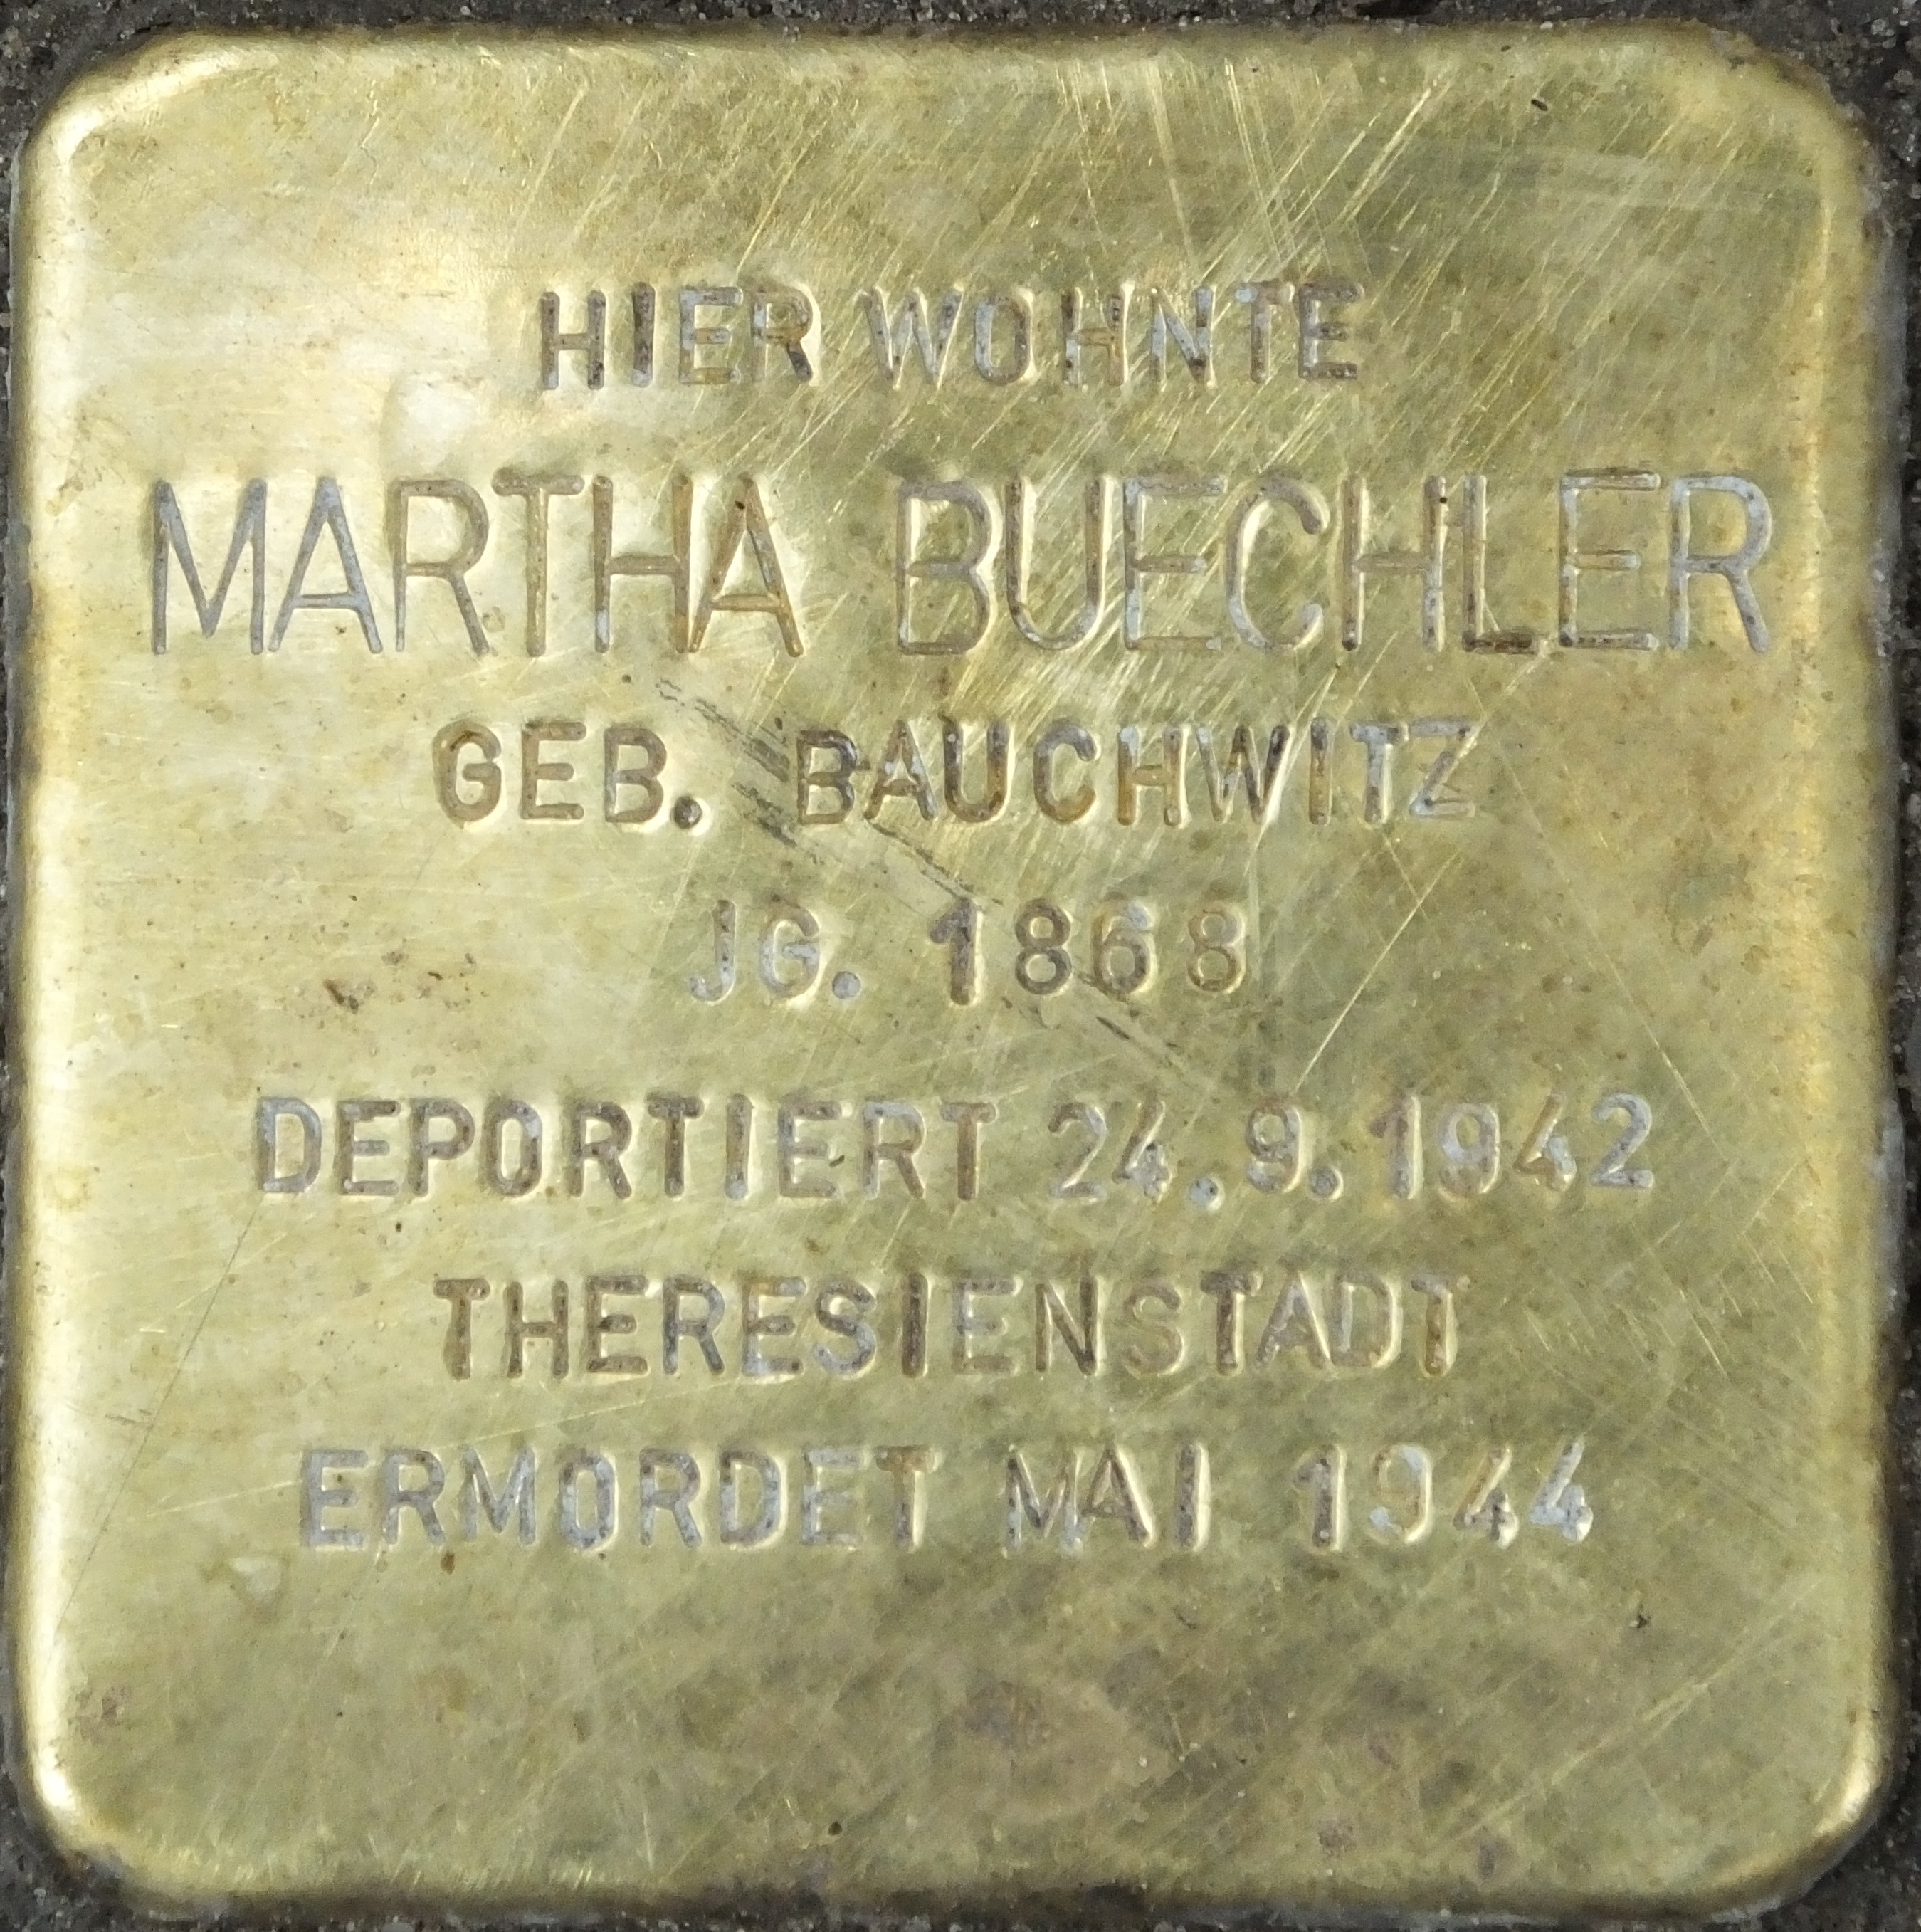 HIER WOHNTE
MARTHA BUECHLER
GEB. BAUCHWITZ
JG. 1868
DEPORTIERT 24.9.1942
THERESIENSTADT
ERMORDET MAI 1944